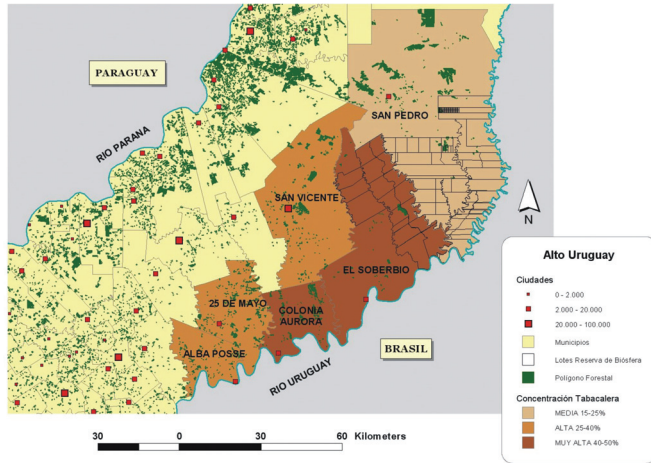 PARAGUAY
RIO PARANA
SAN PEDRO
SAN VICENTE
N
EL SOBERBIO
25 DE MAYO
COLONIA
AURORA
ALBA POSSE
BRASIL
RIO URUGUAY
30 0 30 60 Kilometers
Alto Uruguay
Ciudades
0 - 2.000
2.000 - 20.000
20.000 - 100.000
Municipios
Lotes Reserva de Biósfera
Polígono Forestal
Concentración Tabacalera
MEDIA 15-25%
ALTA 25-40%
MUY ALTA 40-50%